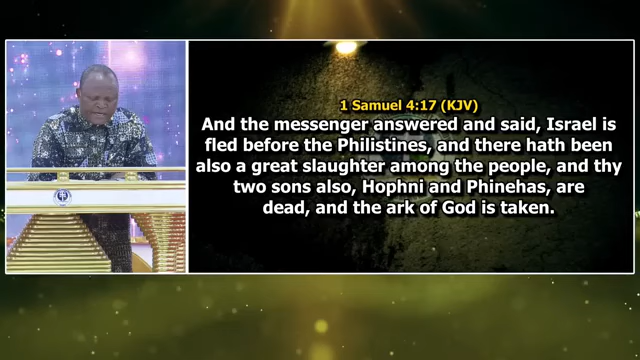 1 Samuel 4:17 (KJV)
And the messenger answered and said, Israel is
fled before the Philistines, and there hath been
also a great slaughter among the people, and thy
two sons also, Hophni and Phinehas, are
dead, and the ark of God is taken.